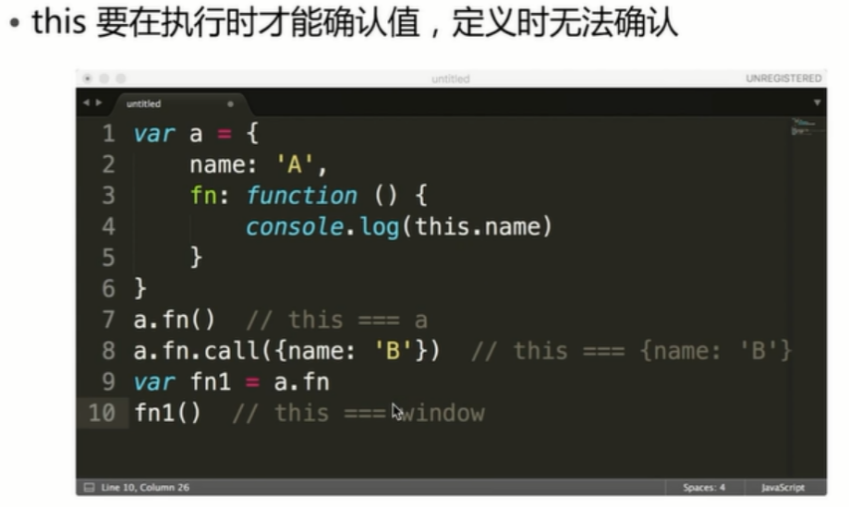 • this 要在执行时才能确认值，定义时无法确认
untitled UNREGISTERED
untitled
1 var a = {
2     name: 'A',
3     fn: function () {
4         console.log(this.name)
5     }
6 }
7 a.fn()  // this === a
8 a.fn.call({name: 'B'})  // this === {name: 'B'}
9 var fn1 = a.fn
10 fn1()  // this === window
Line 10, Column 26 Spaces: 4 JavaScript